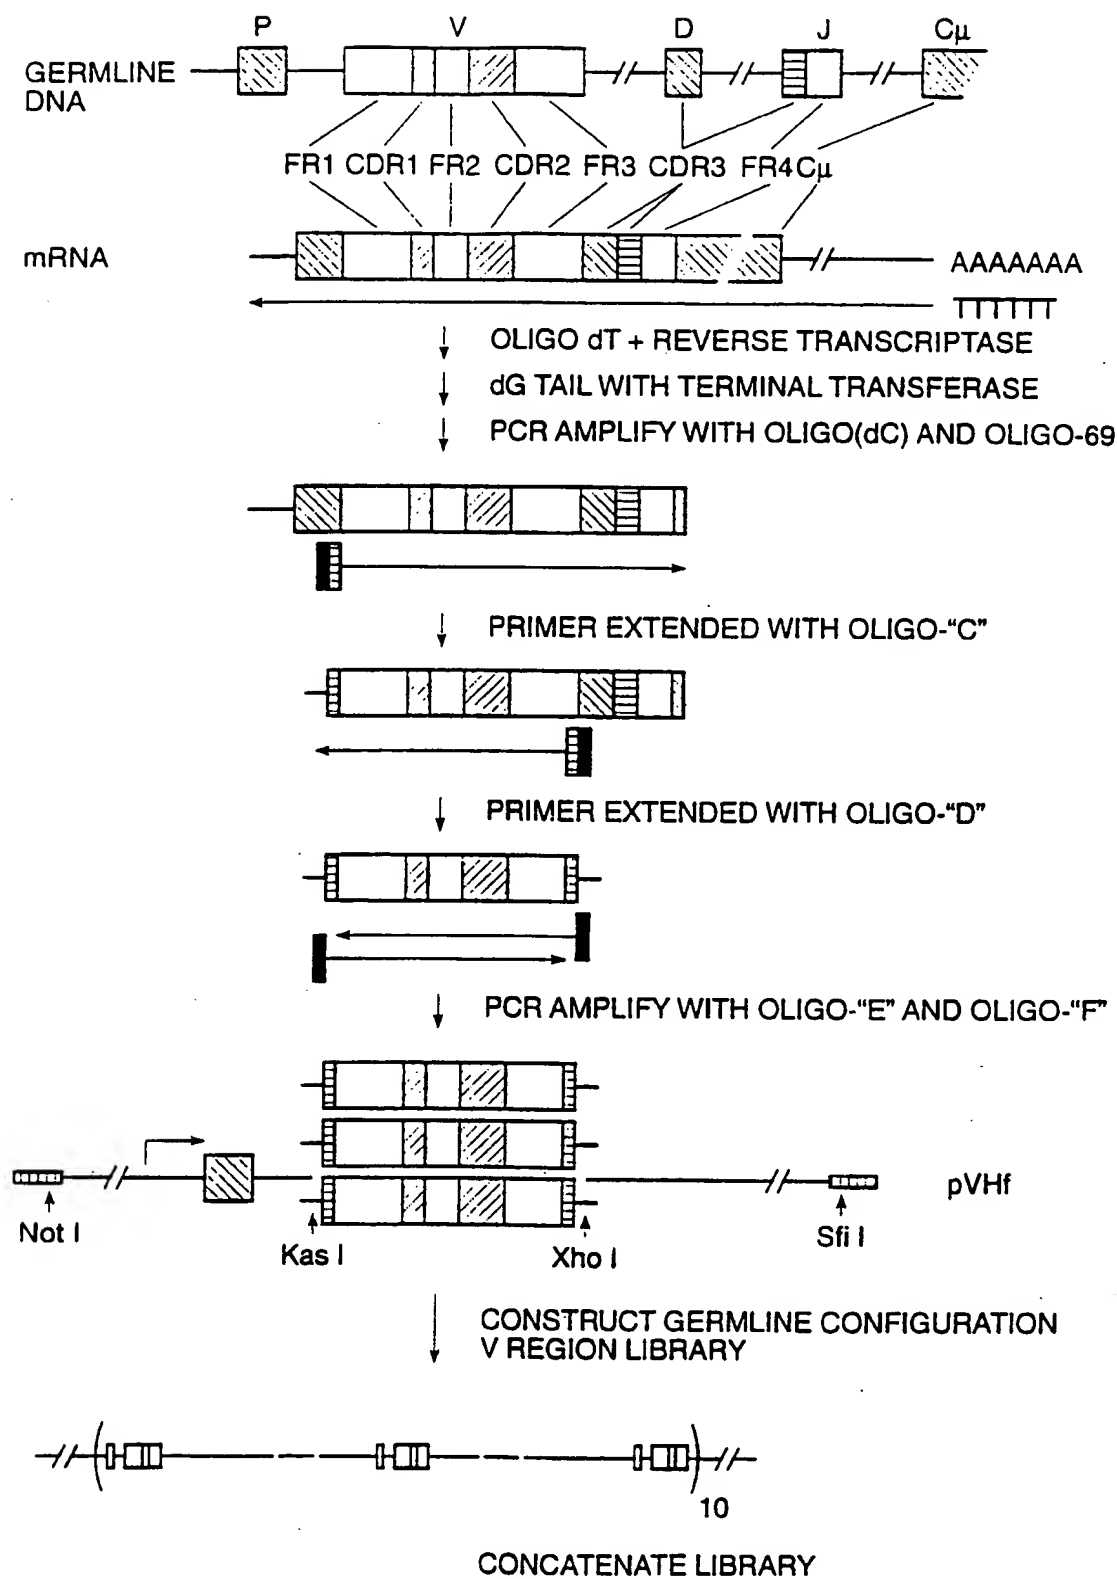 P V D J Cμ
GERMLINE
DNA
FR1 CDR1 FR2 CDR2 FR3 CDR3 FR4 Cμ
mRNA
AAAAAAA
TTTTTT
OLIGO dT + REVERSE TRANSCRIPTASE
dG TAIL WITH TERMINAL TRANSFERASE
PCR AMPLIFY WITH OLIGO(dC) AND OLIGO-69
PRIMER EXTENDED WITH OLIGO-"C"
PRIMER EXTENDED WITH OLIGO-"D"
PCR AMPLIFY WITH OLIGO-"E" AND OLIGO-"F"
pVHf
Not I
Kas I
Xho I
Sfi I
CONSTRUCT GERMLINE CONFIGURATION
V REGION LIBRARY
10
CONCATENATE LIBRARY